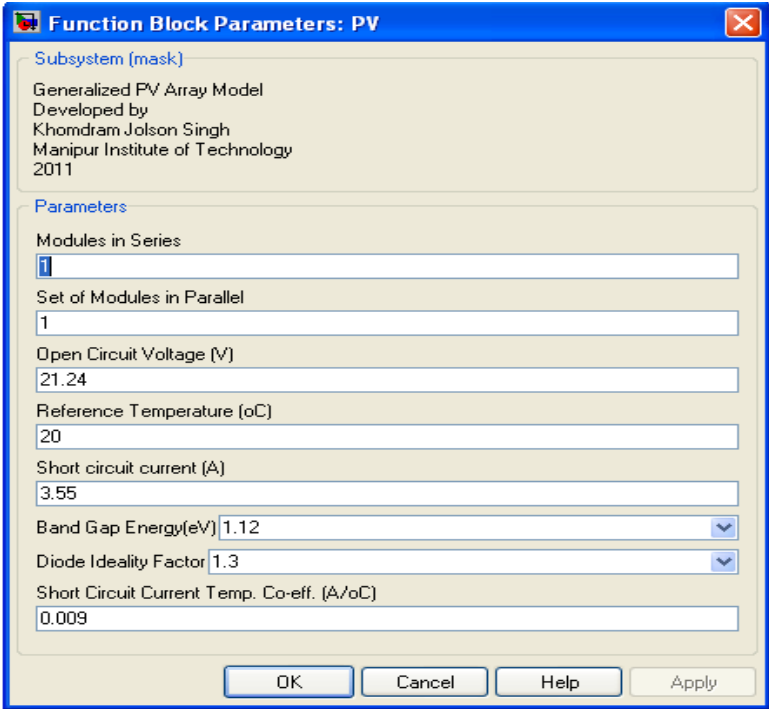 Function Block Parameters: PV
Subsystem (mask)
Generalized PV Array Model
Developed by
Khomdram Jolson Singh
Manipur Institute of Technology
2011
Parameters
Modules in Series
1
Set of Modules in Parallel
1
Open Circuit Voltage (V)
21.24
Reference Temperature (oC)
20
Short circuit current (A)
3.55
Band Gap Energy(eV) 1.12
Diode Ideality Factor 1.3
Short Circuit Current Temp. Co-eff. (A/oC)
0.009
OK Cancel Help Apply